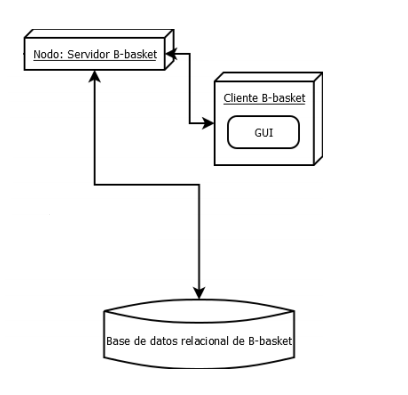 Nodo: Servidor B-basket
Cliente B-basket
GUI
Base de datos relacional de B-basket